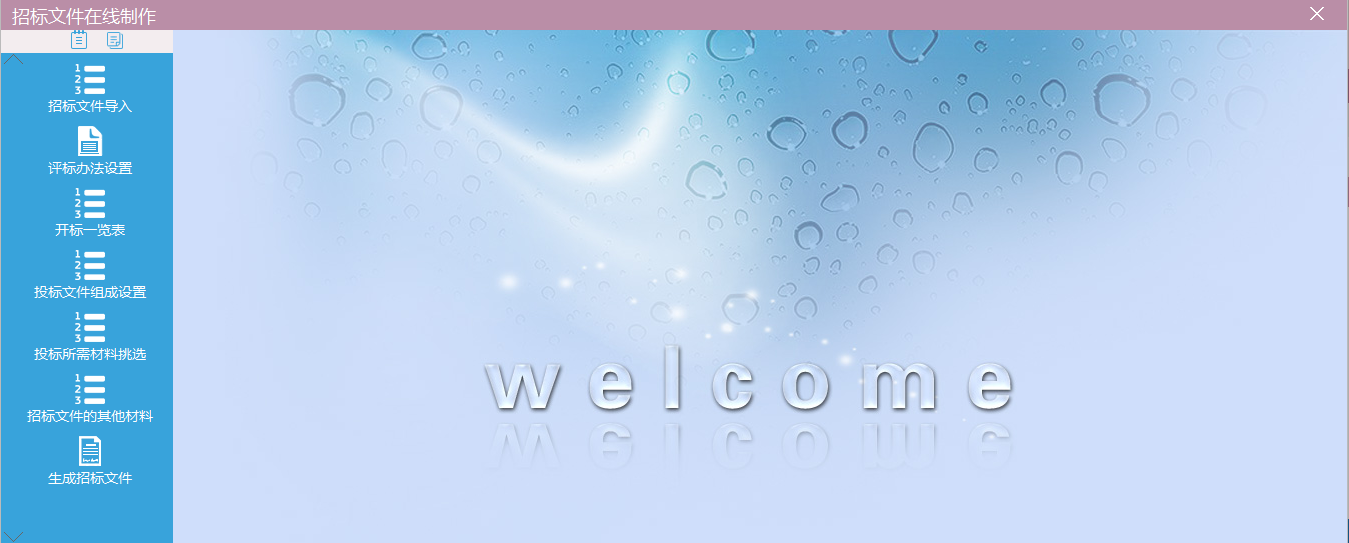 招标文件在线制作
招标文件导入
评标办法设置
开标一览表
投标文件组成设置
投标所需材料挑选
招标文件的其他材料
生成招标文件
welcome